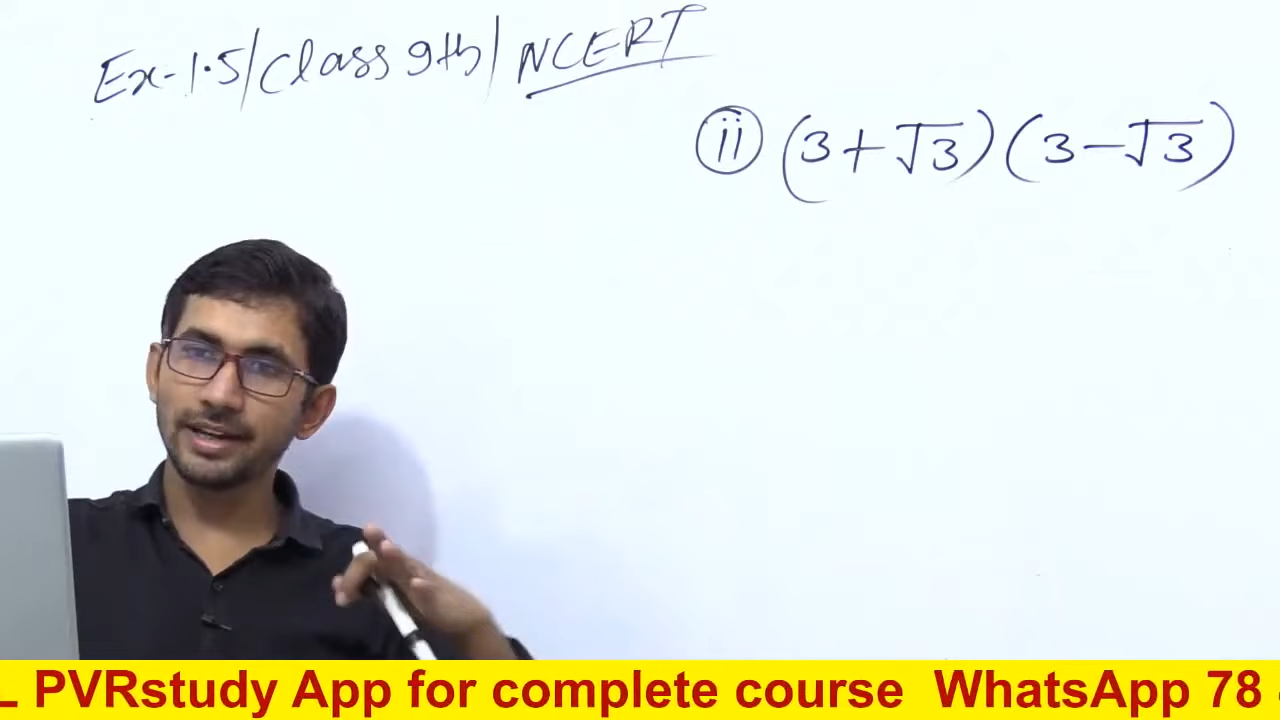 Ex-1.5/Class 9th/NCERT
ii (3+√3)(3-√3)
PVRstudy App for complete course WhatsApp 78